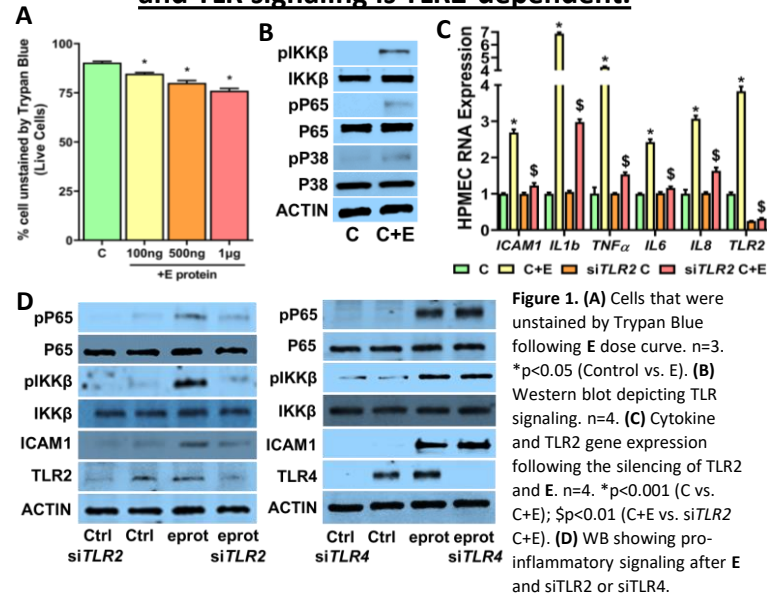 and TLR signaling is TLR2-dependent.
A
% cell unstained by Trypan Blue
(Live Cells)
100
75
50
25
0
*
*
*
C
100ng
500ng
1µg
+E protein
B
pIKKβ
IKKβ
pP65
P65
pP38
P38
ACTIN
C C+E
C
HPMEC RNA Expression
7
6
5
4
4
3
2
1
0
*
*
*
*
*
*
$
$
$
$
$
$
ICAM1 IL1b TNFα IL6 IL8 TLR2
C C+E siTLR2 C siTLR2 C+E
D
pP65
P65
pIKKβ
IKKβ
ICAM1
TLR2
ACTIN
Ctrl Ctrl eprot eprot
siTLR2 siTLR2
pP65
P65
pIKKβ
IKKβ
ICAM1
TLR4
ACTIN
Ctrl Ctrl eprot eprot
siTLR4 siTLR4
Figure 1. (A) Cells that were
unstained by Trypan Blue
following E dose curve. n=3.
*p<0.05 (Control vs. E). (B)
Western blot depicting TLR
signaling. n=4. (C) Cytokine
and TLR2 gene expression
following the silencing of TLR2
and E. n=4. *p<0.001 (C vs.
C+E); $p<0.01 (C+E vs. siTLR2
C+E). (D) WB showing pro-
inflammatory signaling after E
and siTLR2 or siTLR4.